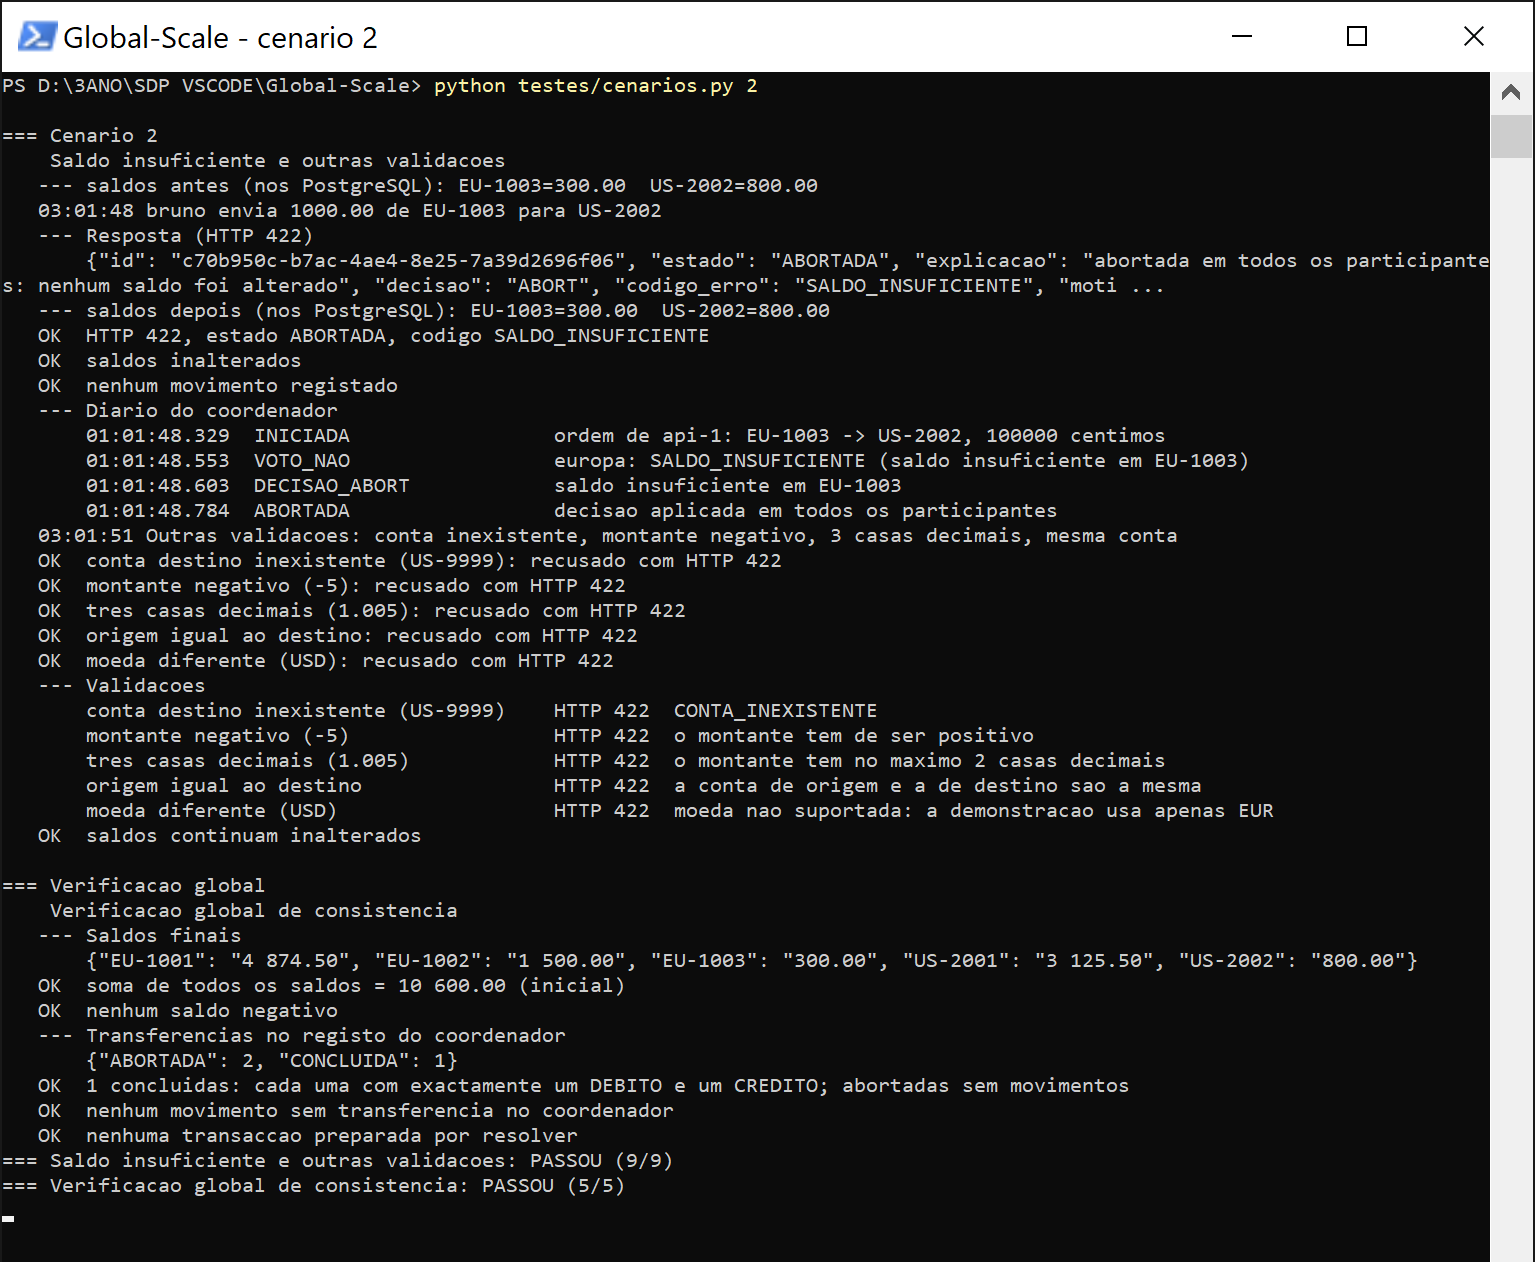 Global-Scale - cenario 2
PS D:\3ANO\SDP VSCODE\Global-Scale> python testes/cenarios.py 2
=== Cenario 2
Saldo insuficiente e outras validacoes
--- saldos antes (nos PostgreSQL): EU-1003=300.00  US-2002=800.00
03:01:48 bruno envia 1000.00 de EU-1003 para US-2002
--- Resposta (HTTP 422)
{"id": "c70b950c-b7ac-4ae4-8e25-7a39d2696f06", "estado": "ABORTADA", "explicacao": "abortada em todos os participante
s: nenhum saldo foi alterado", "decisao": "ABORT", "codigo_erro": "SALDO_INSUFICIENTE", "moti ...
--- saldos depois (nos PostgreSQL): EU-1003=300.00  US-2002=800.00
OK  HTTP 422, estado ABORTADA, codigo SALDO_INSUFICIENTE
OK  saldos inalterados
OK  nenhum movimento registado
--- Diario do coordenador
01:01:48.329  INICIADA                 ordem de api-1: EU-1003 -> US-2002, 100000 centimos
01:01:48.553  VOTO_NAO                 europa: SALDO_INSUFICIENTE (saldo insuficiente em EU-1003)
01:01:48.603  DECISAO_ABORT            saldo insuficiente em EU-1003
01:01:48.784  ABORTADA                 decisao aplicada em todos os participantes
03:01:51 Outras validacoes: conta inexistente, montante negativo, 3 casas decimais, mesma conta
OK  conta destino inexistente (US-9999): recusado com HTTP 422
OK  montante negativo (-5): recusado com HTTP 422
OK  tres casas decimais (1.005): recusado com HTTP 422
OK  origem igual ao destino: recusado com HTTP 422
OK  moeda diferente (USD): recusado com HTTP 422
--- Validacoes
conta destino inexistente (US-9999)    HTTP 422  CONTA_INEXISTENTE
montante negativo (-5)                 HTTP 422  o montante tem de ser positivo
tres casas decimais (1.005)            HTTP 422  o montante tem no maximo 2 casas decimais
origem igual ao destino                HTTP 422  a conta de origem e a de destino sao a mesma
moeda diferente (USD)                  HTTP 422  moeda nao suportada: a demonstracao usa apenas EUR
OK  saldos continuam inalterados
=== Verificacao global
Verificacao global de consistencia
--- Saldos finais
{"EU-1001": "4 874.50", "EU-1002": "1 500.00", "EU-1003": "300.00", "US-2001": "3 125.50", "US-2002": "800.00"}
OK  soma de todos os saldos = 10 600.00 (inicial)
OK  nenhum saldo negativo
--- Transferencias no registo do coordenador
{"ABORTADA": 2, "CONCLUIDA": 1}
OK  1 concluidas: cada uma com exactamente um DEBITO e um CREDITO; abortadas sem movimentos
OK  nenhum movimento sem transferencia no coordenador
OK  nenhuma transaccao preparada por resolver
=== Saldo insuficiente e outras validacoes: PASSOU (9/9)
=== Verificacao global de consistencia: PASSOU (5/5)